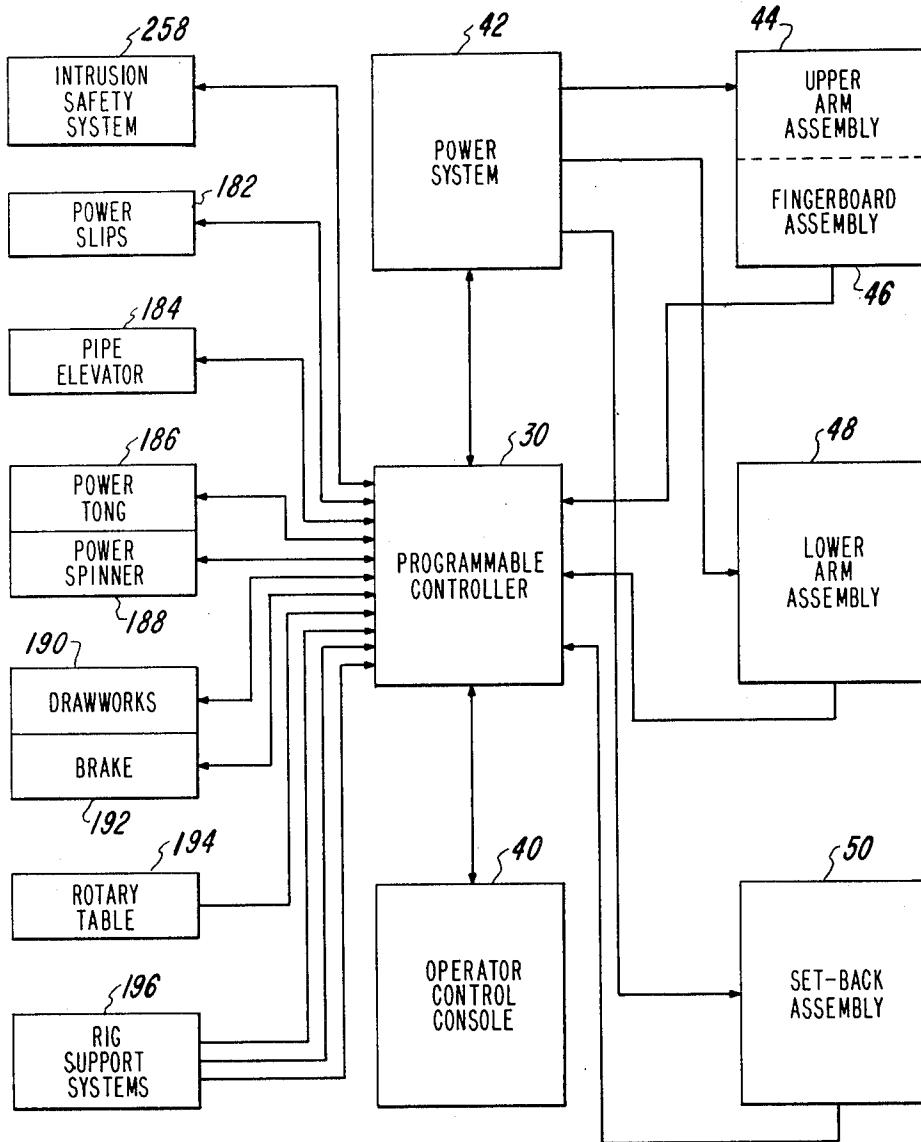 258
INTRUSION
SAFETY
SYSTEM
182
POWER
SLIPS
184
PIPE
ELEVATOR
186
POWER
TONG
POWER
SPINNER
188
190
DRAWWORKS
BRAKE
192
194
ROTARY
TABLE
196
RIG
SUPPORT
SYSTEMS
42
POWER
SYSTEM
30
PROGRAMMABLE
CONTROLLER
40
OPERATOR
CONTROL
CONSOLE
44
UPPER
ARM
ASSEMBLY
FINGERBOARD
ASSEMBLY
46
48
LOWER
ARM
ASSEMBLY
50
SET-BACK
ASSEMBLY